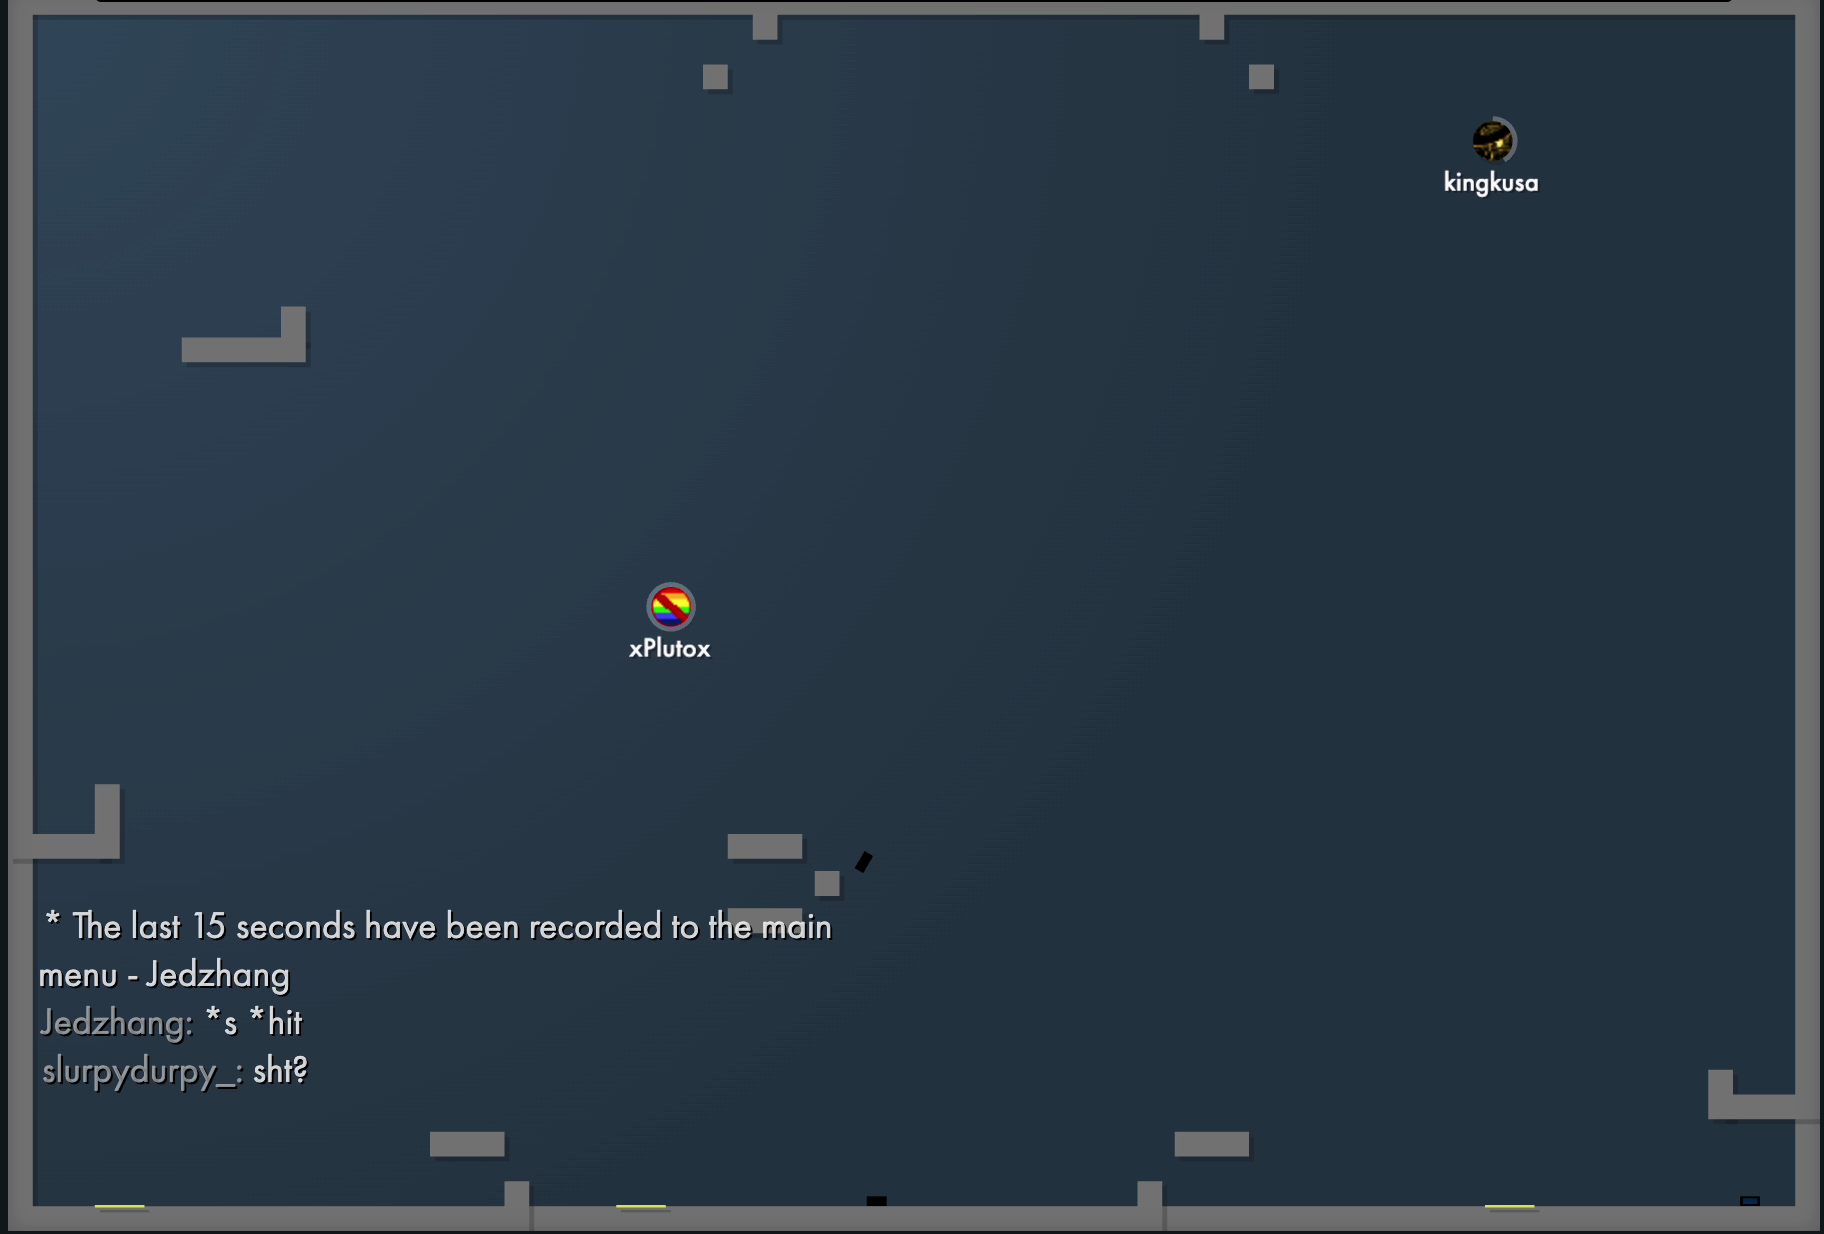 kingkusa
xPlutox
* The last 15 seconds have been recorded to the main
menu - Jedzhang
Jedzhang: *s *hit
slurpydurpy_: sht?